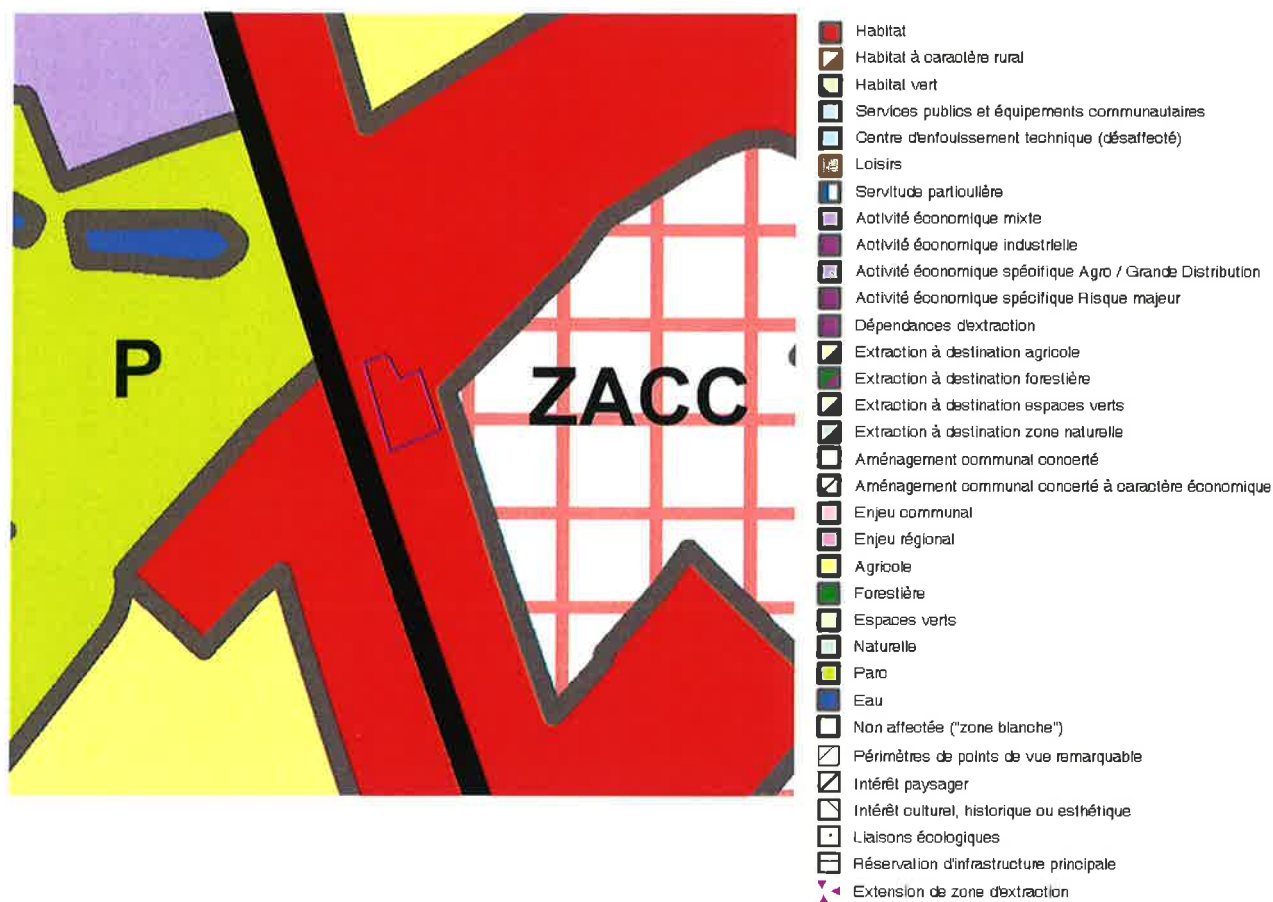 P
ZACC
Habitat
Habitat à caractère rural
Habitat vert
Services publics et équipements communautaires
Centre d'enfouissement technique (désaffecté)
Loisirs
Servitude particulière
Activité économique mixte
Activité économique industrielle
Activité économique spécifique Agro / Grande Distribution
Activité économique spécifique Risque majeur
Dépendances d'extraction
Extraction à destination agricole
Extraction à destination forestière
Extraction à destination espaces verts
Extraction à destination zone naturelle
Aménagement communal concerté
Aménagement communal concerté à caractère économique
Enjeu communal
Enjeu régional
Agricole
Forestière
Espaces verts
Naturelle
Parc
Eau
Non affectée ("zone blanche")
Périmètres de points de vue remarquable
Intérêt paysager
Intérêt culturel, historique ou esthétique
Liaisons écologiques
Réservation d'infrastructure principale
Extension de zone d'extraction